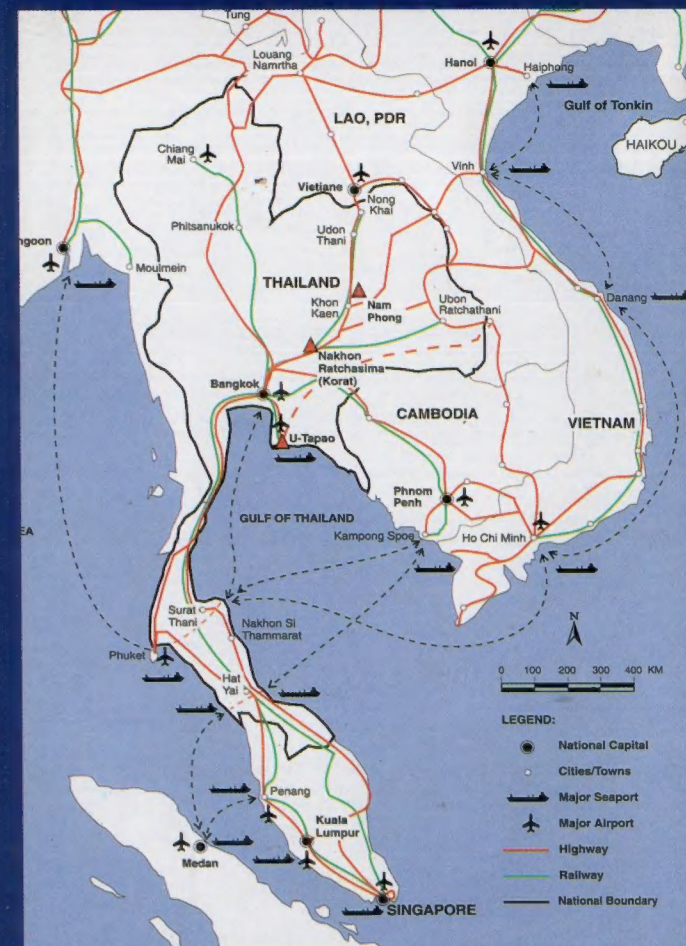 Tung
Louang
Namrtha
Hanoi
Haiphong
Gulf of Tonkin
LAO, PDR
HAIKOU
Chiang
Mai
Vinh
Vietiane
Nong
Khai
Phitsanukok
Udon
Thani
ngoon
Moulmein
THAILAND
Khon
Kaen
Nam
Phong
Ubon
Ratchathani
Danang
Nakhon
Ratchasima
(Korat)
Bangkok
CAMBODIA
VIETNAM
U-Tapao
Phnom
Penh
GULF OF THAILAND
Kampong Spoe
Ho Chi Minh
EA
Surat
Thani
Nakhon Si
Thammarat
N
Phuket
Hat
Yai
0 100 200 300 400 KM
LEGEND:
National Capital
Cities/Towns
Major Seaport
Major Airport
Highway
Railway
National Boundary
Penang
Kuala
Lumpur
Medan
SINGAPORE